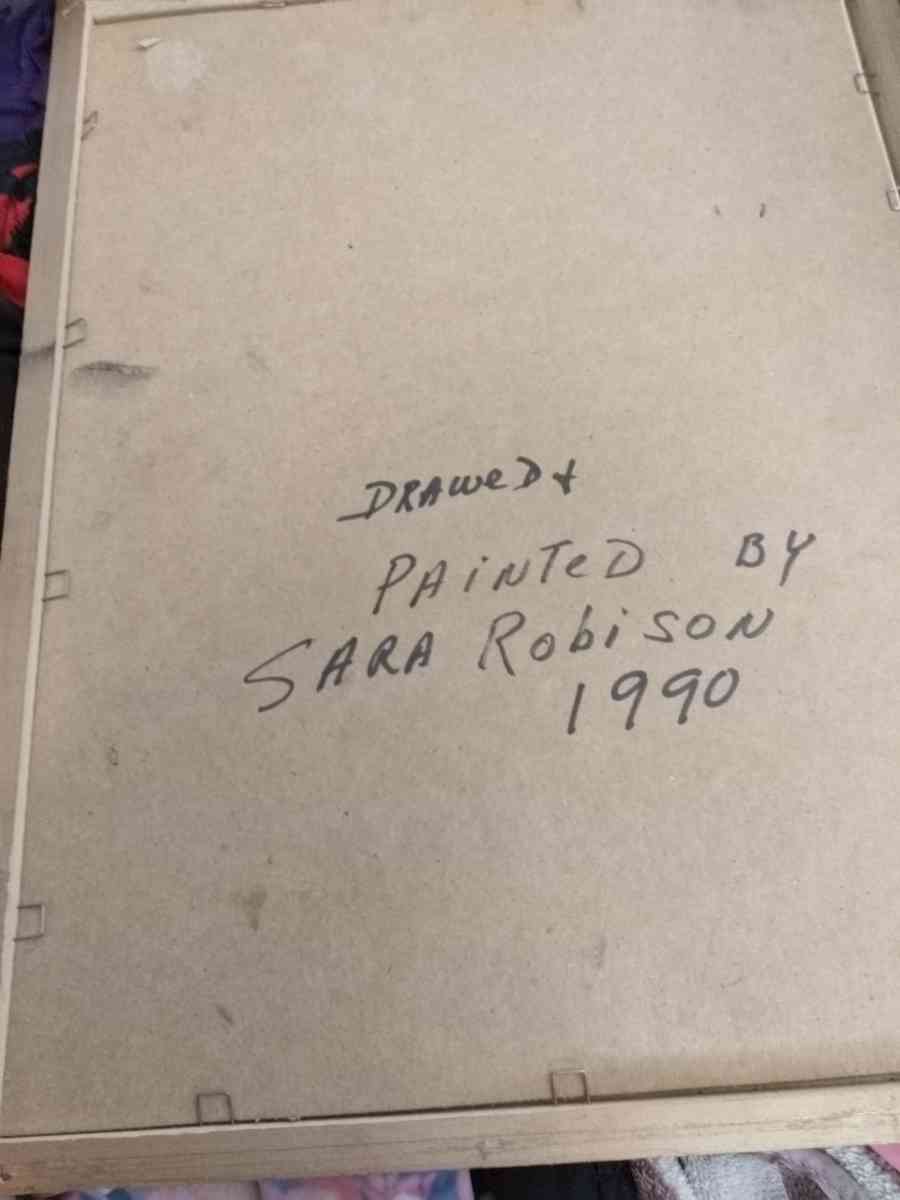 DRAWeD +
PAiNTeD BY
SARA RobisoN
1990